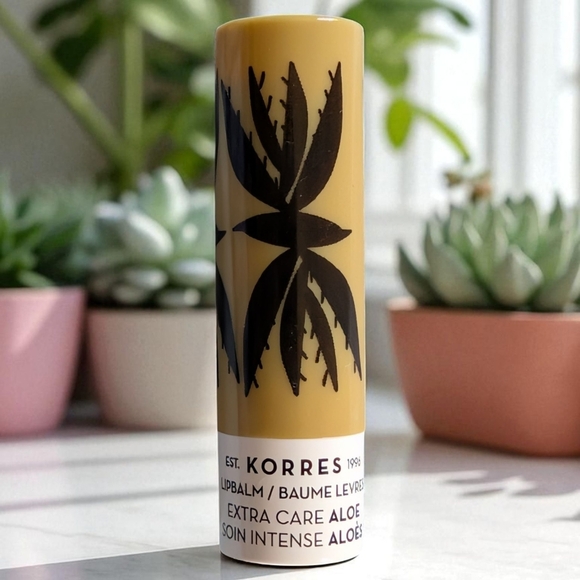 EST. KORRES 1996
LIPBALM / BAUME LEVRES
EXTRA CARE ALOE
SOIN INTENSE ALOÈS